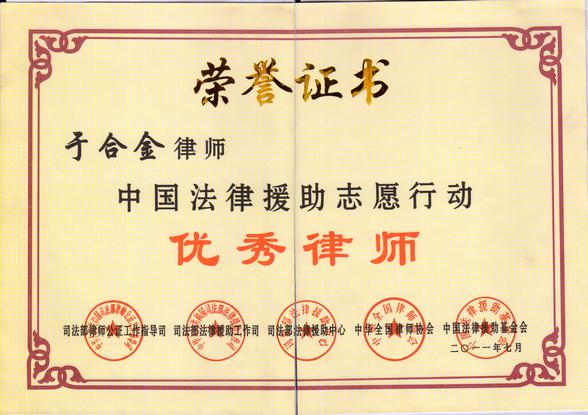 荣誉证书
于合金律师
中国法律援助志愿行动
优秀律师
司法部律师公证工作指导司 司法部法律援助工作司 司法部法律援助中心 中华全国律师协会 中国法律援助基金会
二〇一一年七月